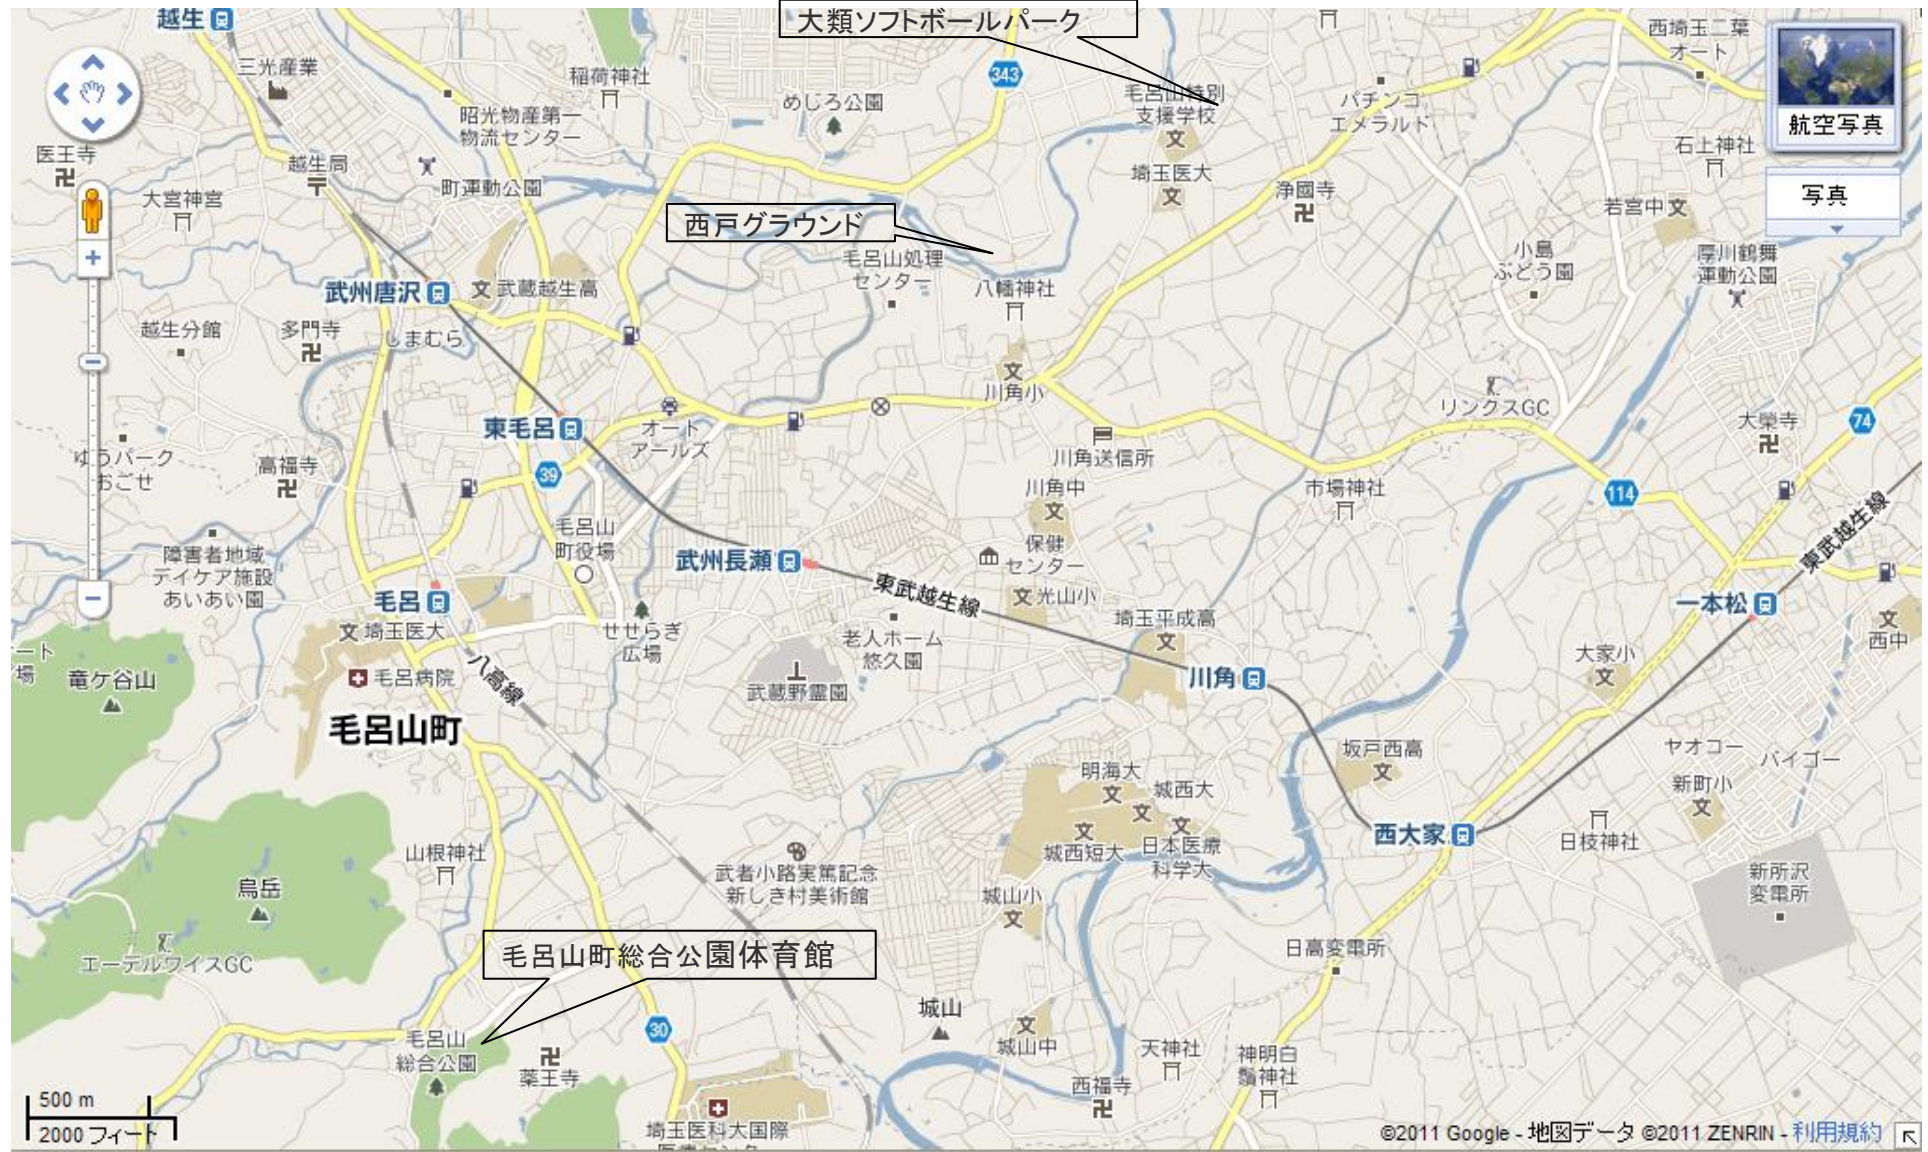 大類ソフトボールパーク
越生
三光産業
稲荷神社
343
西埼玉二葉
オート
昭光物産第一
物流センター
めじろ公園
毛呂山特別
支援学校
パチンコ
エメラルド
航空写真
医王寺
越生局
町運動公園
埼玉医大
浄國寺
石上神社
写真
大宮神宮
西戸グラウンド
若宮中
毛呂山処理
センター
小島
ぶどう園
厚川鶴舞
運動公園
武州唐沢
武蔵越生高
八幡神社
越生分館
多門寺
しまむら
川角小
リンクスGC
大榮寺
74
東毛呂
オート
アールズ
ゆうパーク
おごせ
高福寺
39
川角送信所
川角中
市場神社
114
毛呂山
町役場
武州長瀬
保健
センター
東武越生線
障害者地域
デイケア施設
あいあい園
毛呂
東武越生線
光山小
埼玉平成高
一本松
埼玉医大
せせらぎ
広場
老人ホーム
悠久園
西中
大家小
ート
場
竜ケ谷山
毛呂病院
八高線
武蔵野霊園
川角
毛呂山町
坂戸西高
ヤオコー
バイゴー
明海大
城西大
新町小
西大家
日枝神社
山根神社
城西短大
日本医療
科学大
武者小路実篤記念
新しき村美術館
新所沢
変電所
烏岳
城山小
エーデルワイスGC
毛呂山町総合公園体育館
日高変電所
城山
毛呂山
総合公園
30
薬王寺
城山中
天神社
神明白
鬚神社
西福寺
500 m
2000 フィート
埼玉医科大国際
©2011 Google - 地図データ ©2011 ZENRIN - 利用規約